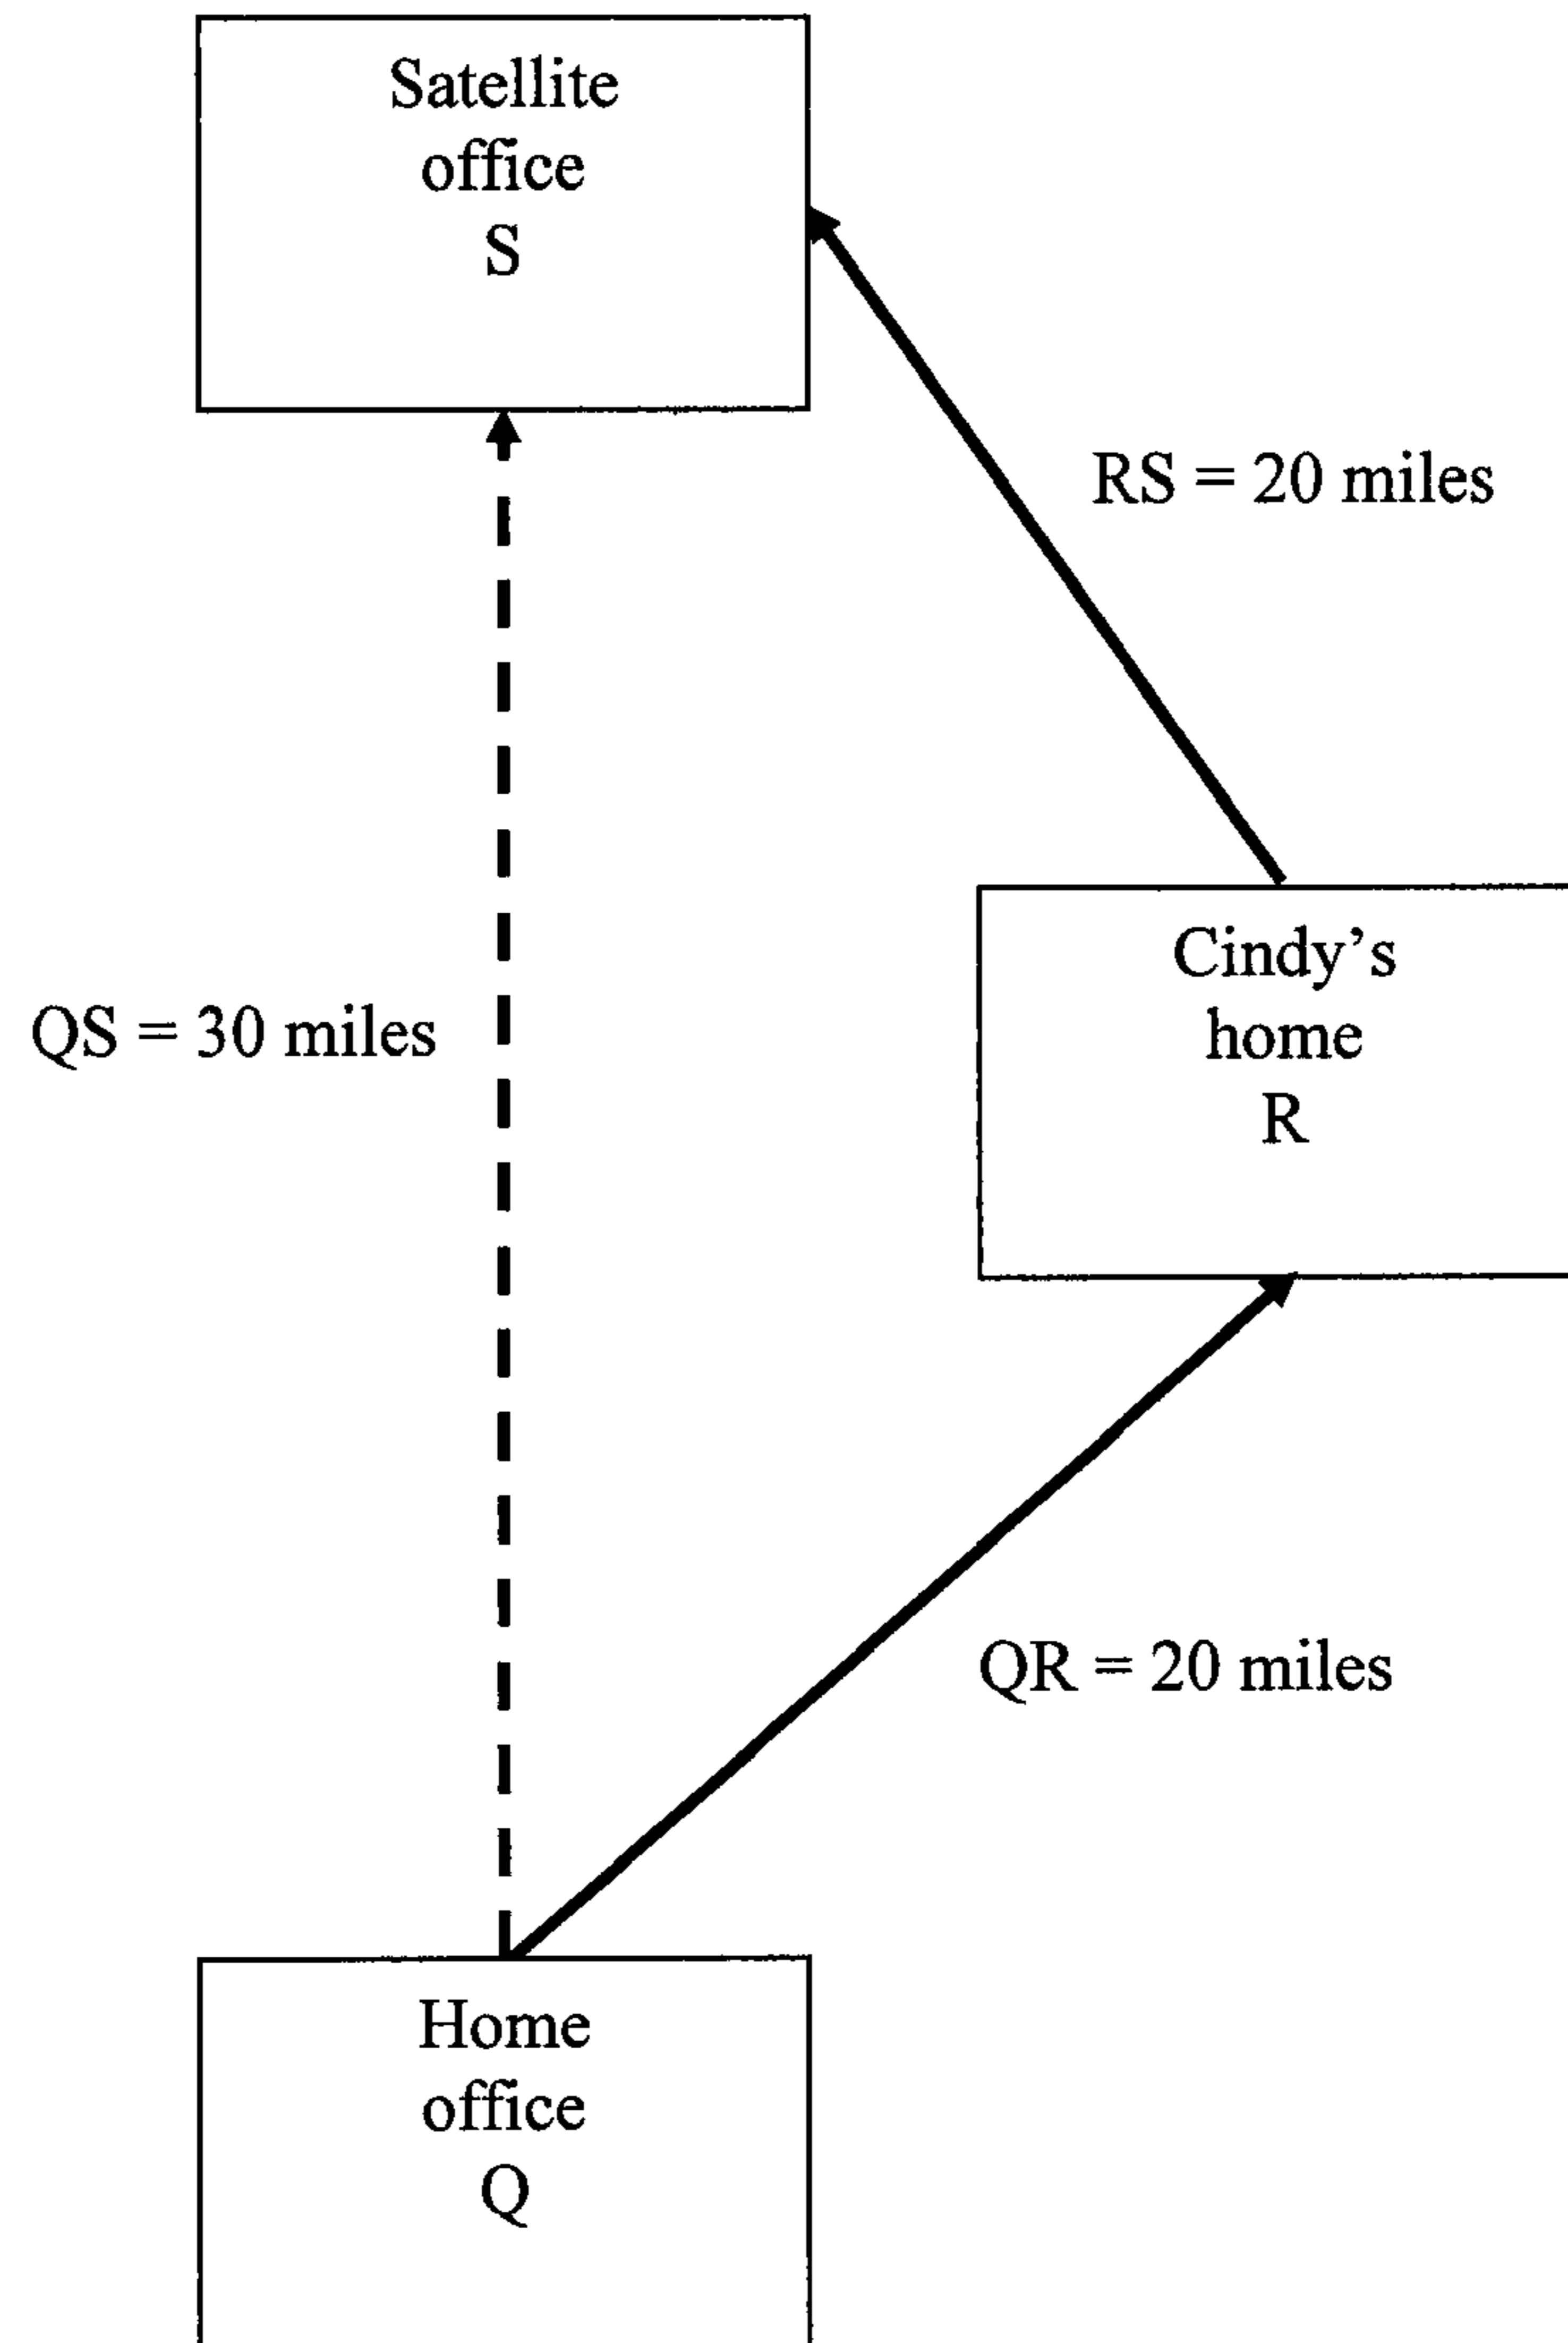 Satellite
office
S
RS = 20 miles
Cindy’s
home
R
QS = 30 miles
QR = 20 miles
Home
office
Q